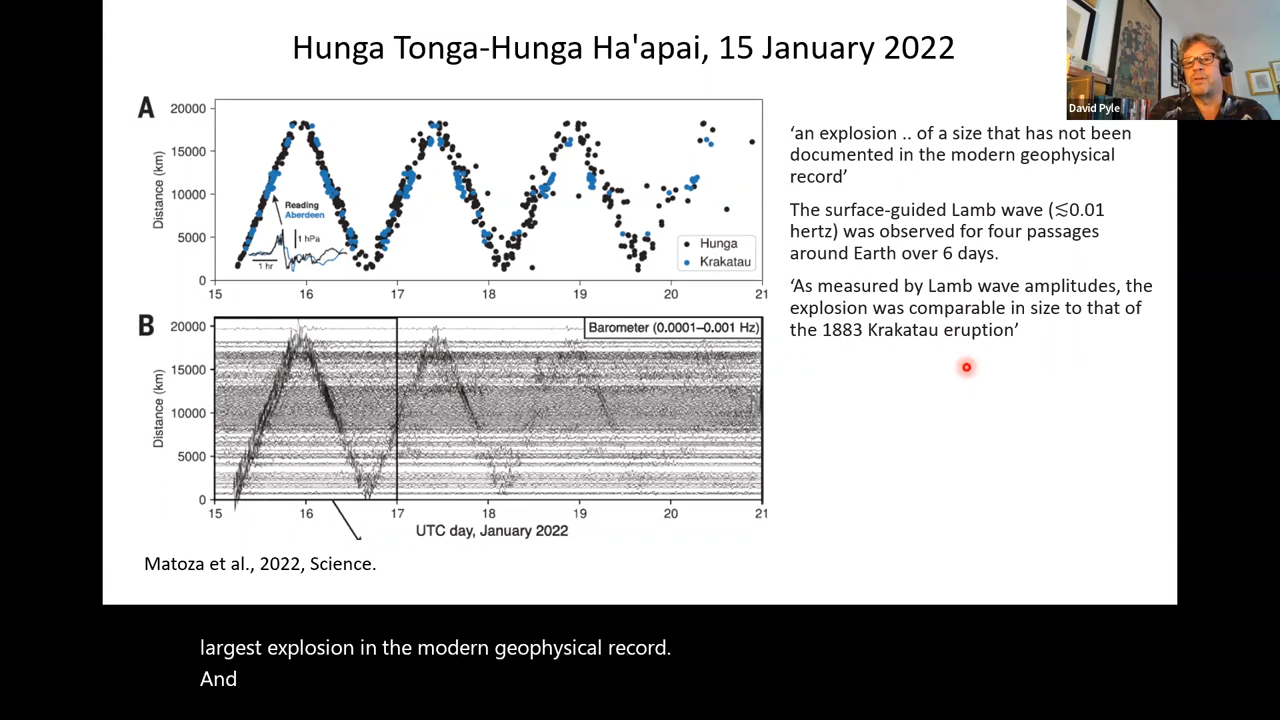 Hunga Tonga-Hunga Ha'apai, 15 January 2022
David Pyle
A
20000
15000
10000
5000
0
Distance (km)
Reading
Aberdeen
1 hPa
1 hr
Hunga
Krakatau
15 16 17 18 19 20 21
B
Barometer (0.0001–0.001 Hz)
20000
15000
10000
5000
0
Distance (km)
15 16 17 18 19 20 21
UTC day, January 2022
Matoza et al., 2022, Science.
‘an explosion .. of a size that has not been
documented in the modern geophysical
record’
The surface-guided Lamb wave (≲0.01
hertz) was observed for four passages
around Earth over 6 days.
‘As measured by Lamb wave amplitudes, the
explosion was comparable in size to that of
the 1883 Krakatau eruption’
largest explosion in the modern geophysical record.
And